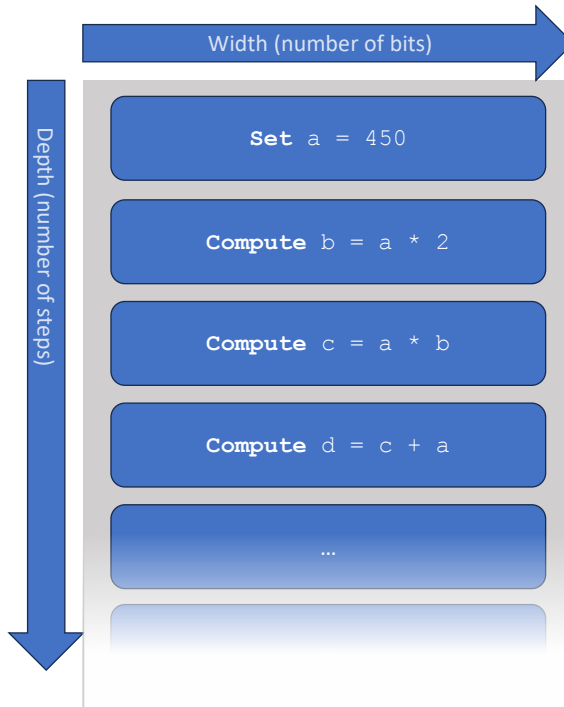 Width (number of bits)
Depth (number of steps)
Set a = 450
Compute b = a * 2
Compute c = a * b
Compute d = c + a
...